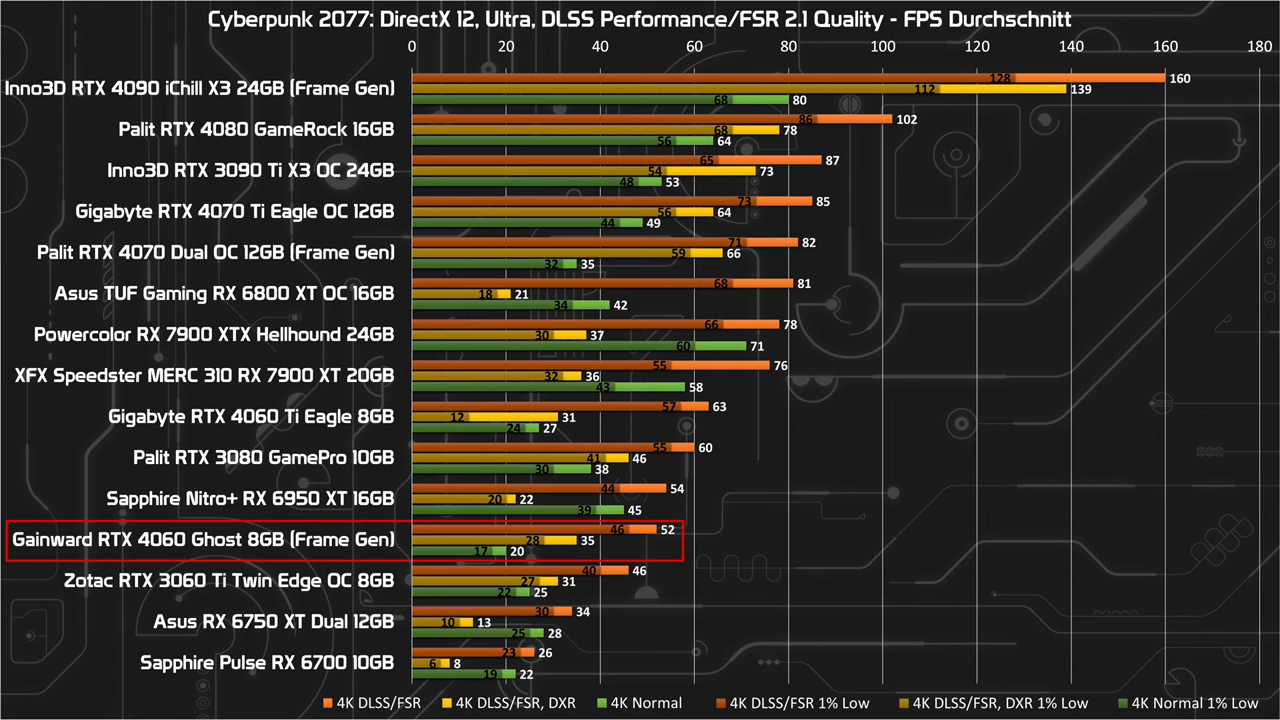 Cyberpunk 2077: DirectX 12, Ultra, DLSS Performance/FSR 2.1 Quality - FPS Durchschnitt
0 20 40 60 80 100 120 140 160 180
Inno3D RTX 4090 iChill X3 24GB (Frame Gen)
128 160
112 139
68 80
Palit RTX 4080 GameRock 16GB
86 102
68 78
56 64
Inno3D RTX 3090 Ti X3 OC 24GB
65 87
54 73
48 53
Gigabyte RTX 4070 Ti Eagle OC 12GB
73 85
56 64
44 49
Palit RTX 4070 Dual OC 12GB (Frame Gen)
71 82
59 66
32 35
Asus TUF Gaming RX 6800 XT OC 16GB
68 81
18 21
34 42
Powercolor RX 7900 XTX Hellhound 24GB
66 78
30 37
60 71
XFX Speedster MERC 310 RX 7900 XT 20GB
55 76
32 36
43 58
Gigabyte RTX 4060 Ti Eagle 8GB
57 63
12 31
24 27
Palit RTX 3080 GamePro 10GB
55 60
41 46
30 38
Sapphire Nitro+ RX 6950 XT 16GB
44 54
20 22
39 45
Gainward RTX 4060 Ghost 8GB (Frame Gen)
46 52
28 35
17 20
Zotac RTX 3060 Ti Twin Edge OC 8GB
40 46
27 31
22 25
Asus RX 6750 XT Dual 12GB
30 34
10 13
25 28
Sapphire Pulse RX 6700 10GB
23 26
6 8
19 22
4K DLSS/FSR 4K DLSS/FSR, DXR 4K Normal 4K DLSS/FSR 1% Low 4K DLSS/FSR, DXR 1% Low 4K Normal 1% Low